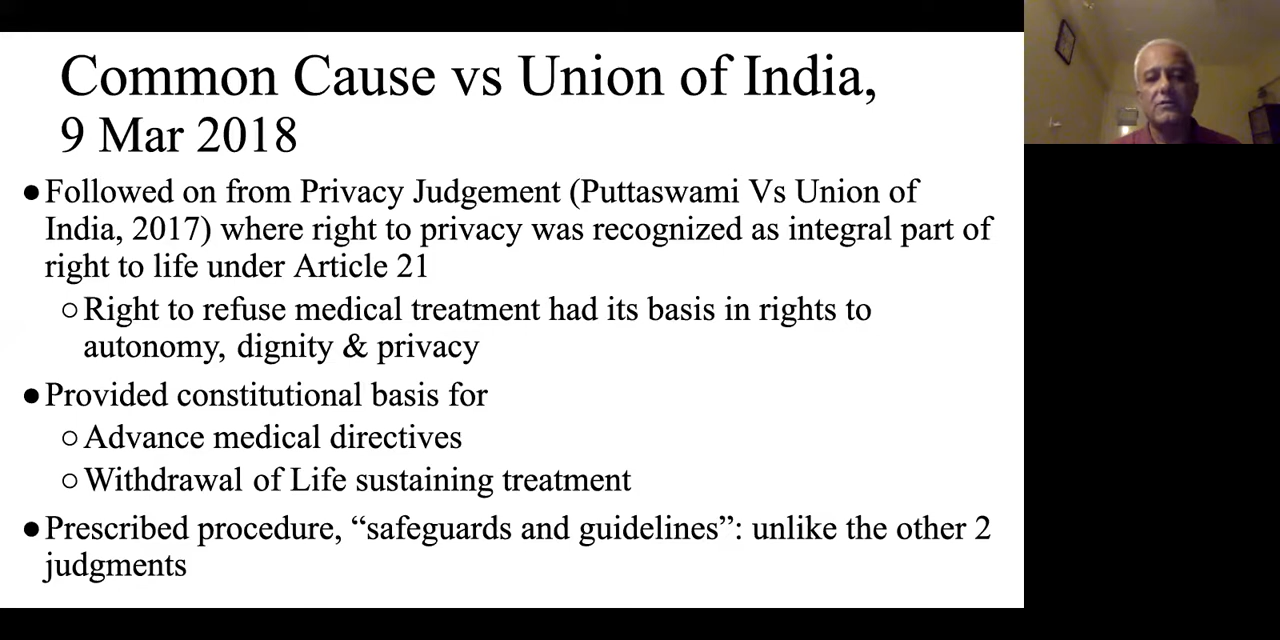 Common Cause vs Union of India,
9 Mar 2018
●Followed on from Privacy Judgement (Puttaswami Vs Union of
India, 2017) where right to privacy was recognized as integral part of
right to life under Article 21
○Right to refuse medical treatment had its basis in rights to
autonomy, dignity & privacy
●Provided constitutional basis for
○Advance medical directives
○Withdrawal of Life sustaining treatment
●Prescribed procedure, “safeguards and guidelines”: unlike the other 2
judgments